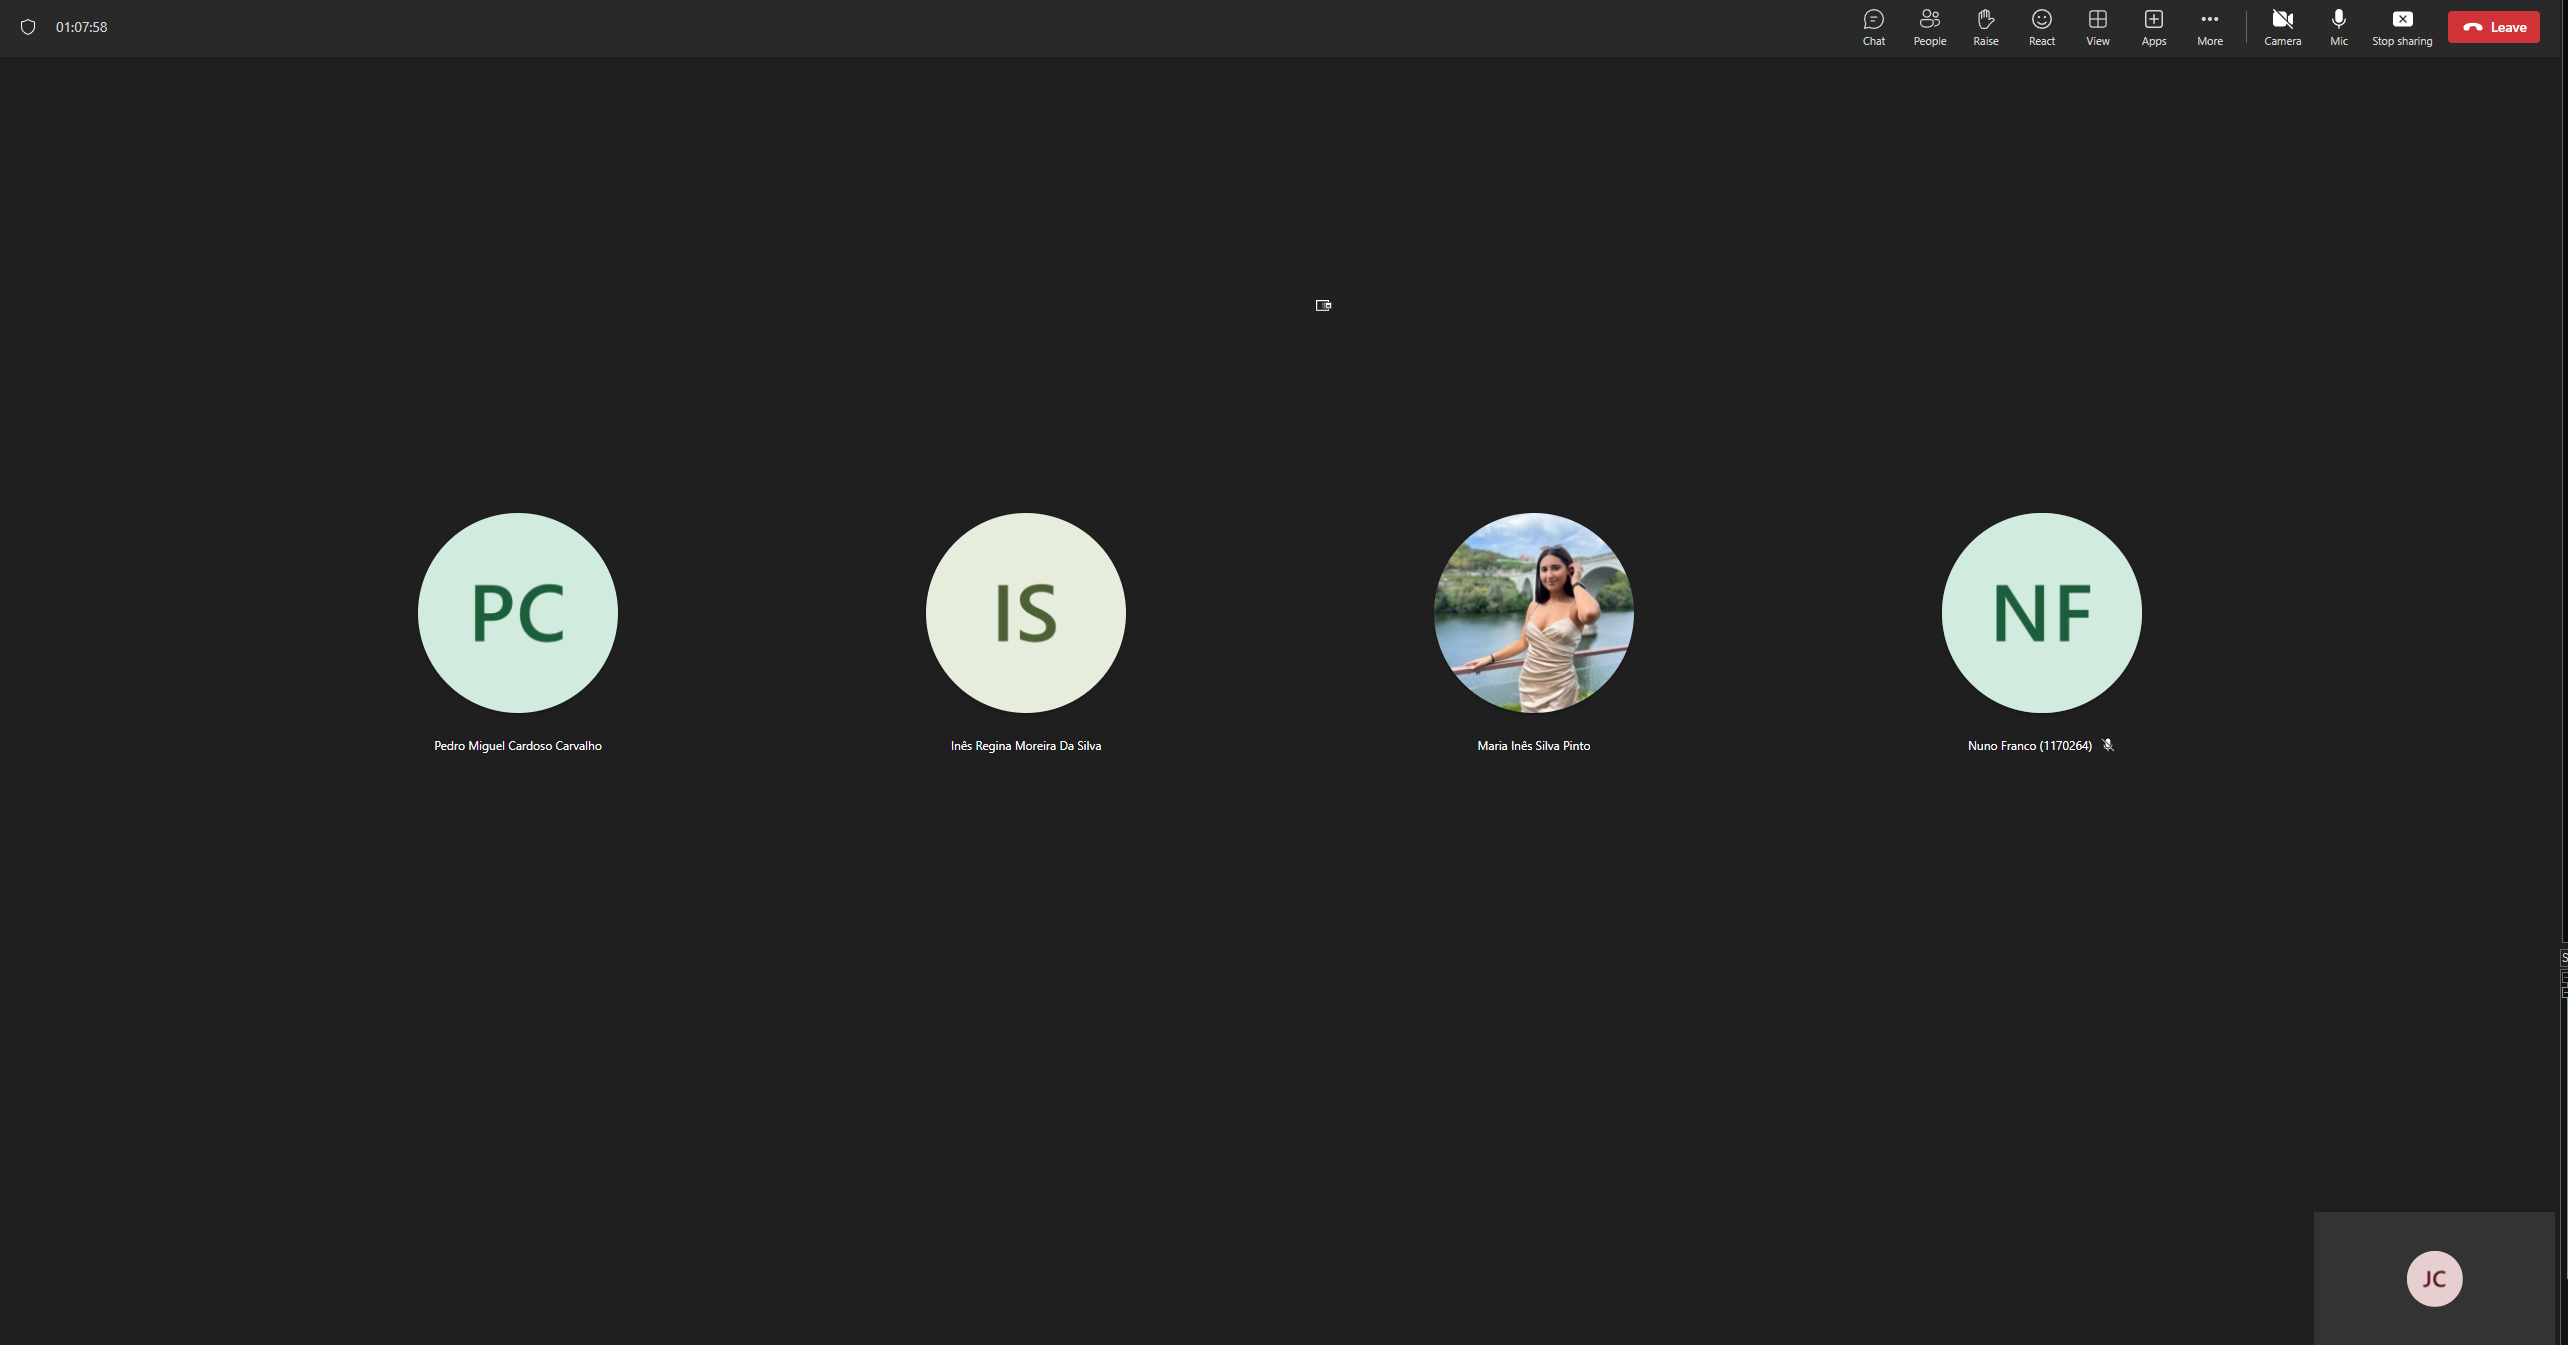 01:07:58
Chat
People
Raise
React
View
Apps
More
Camera
Mic
Stop sharing
Leave
PC
IS
NF
Pedro Miguel Cardoso Carvalho
Inês Regina Moreira Da Silva
Maria Inês Silva Pinto
Nuno Franco (1170264)
S
JC